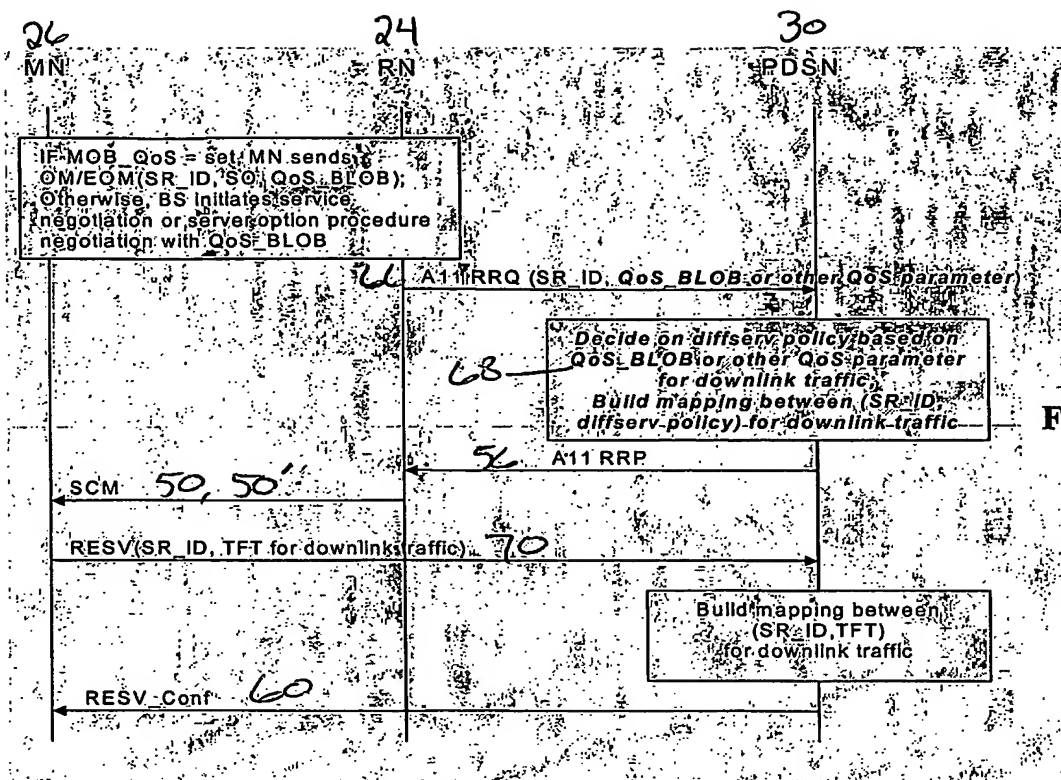 26 24 30
MN RN PDSN
IF MOB_QoS = set, MN sends
OM/EOM(SR_ID, SO, QoS_BLOB);
Otherwise, BS initiates service
negotiation or server option procedure
negotiation with QoS_BLOB
66 A11 RRQ (SR_ID, QoS_BLOB or other QoS parameter)
Decide on diffserv policy based on
QoS_BLOB or other QoS parameter
68 for downlink traffic
Build mapping between (SR_ID,
diffserv policy) for downlink traffic
F
56 A11 RRP
SCM 50, 50'
RESV(SR_ID, TFT for downlink traffic) 70
Build mapping between
(SR_ID,TFT)
for downlink traffic
RESV_Conf 60